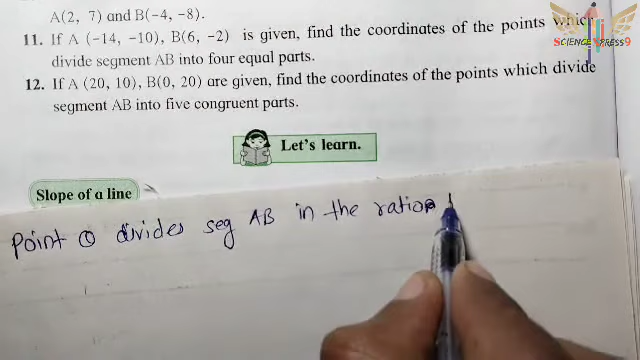 A(2, 7) and B(-4, -8).
11. If A (-14, -10), B(6, -2) is given, find the coordinates of the points which
divide segment AB into four equal parts.
12. If A (20, 10), B(0, 20) are given, find the coordinates of the points which divide
segment AB into five congruent parts.
Let's learn.
Slope of a line
Point Q divides seg AB in the ratio
SCIENCE XPRESS9